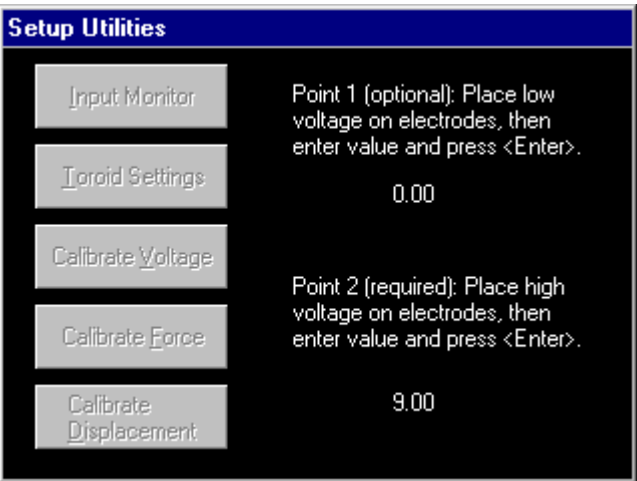 Setup Utilities
Input Monitor
Toroid Settings
Calibrate Voltage
Calibrate Force
Calibrate
Displacement
Point 1 (optional): Place low
voltage on electrodes, then
enter value and press <Enter>.
0.00
Point 2 (required): Place high
voltage on electrodes, then
enter value and press <Enter>.
9.00